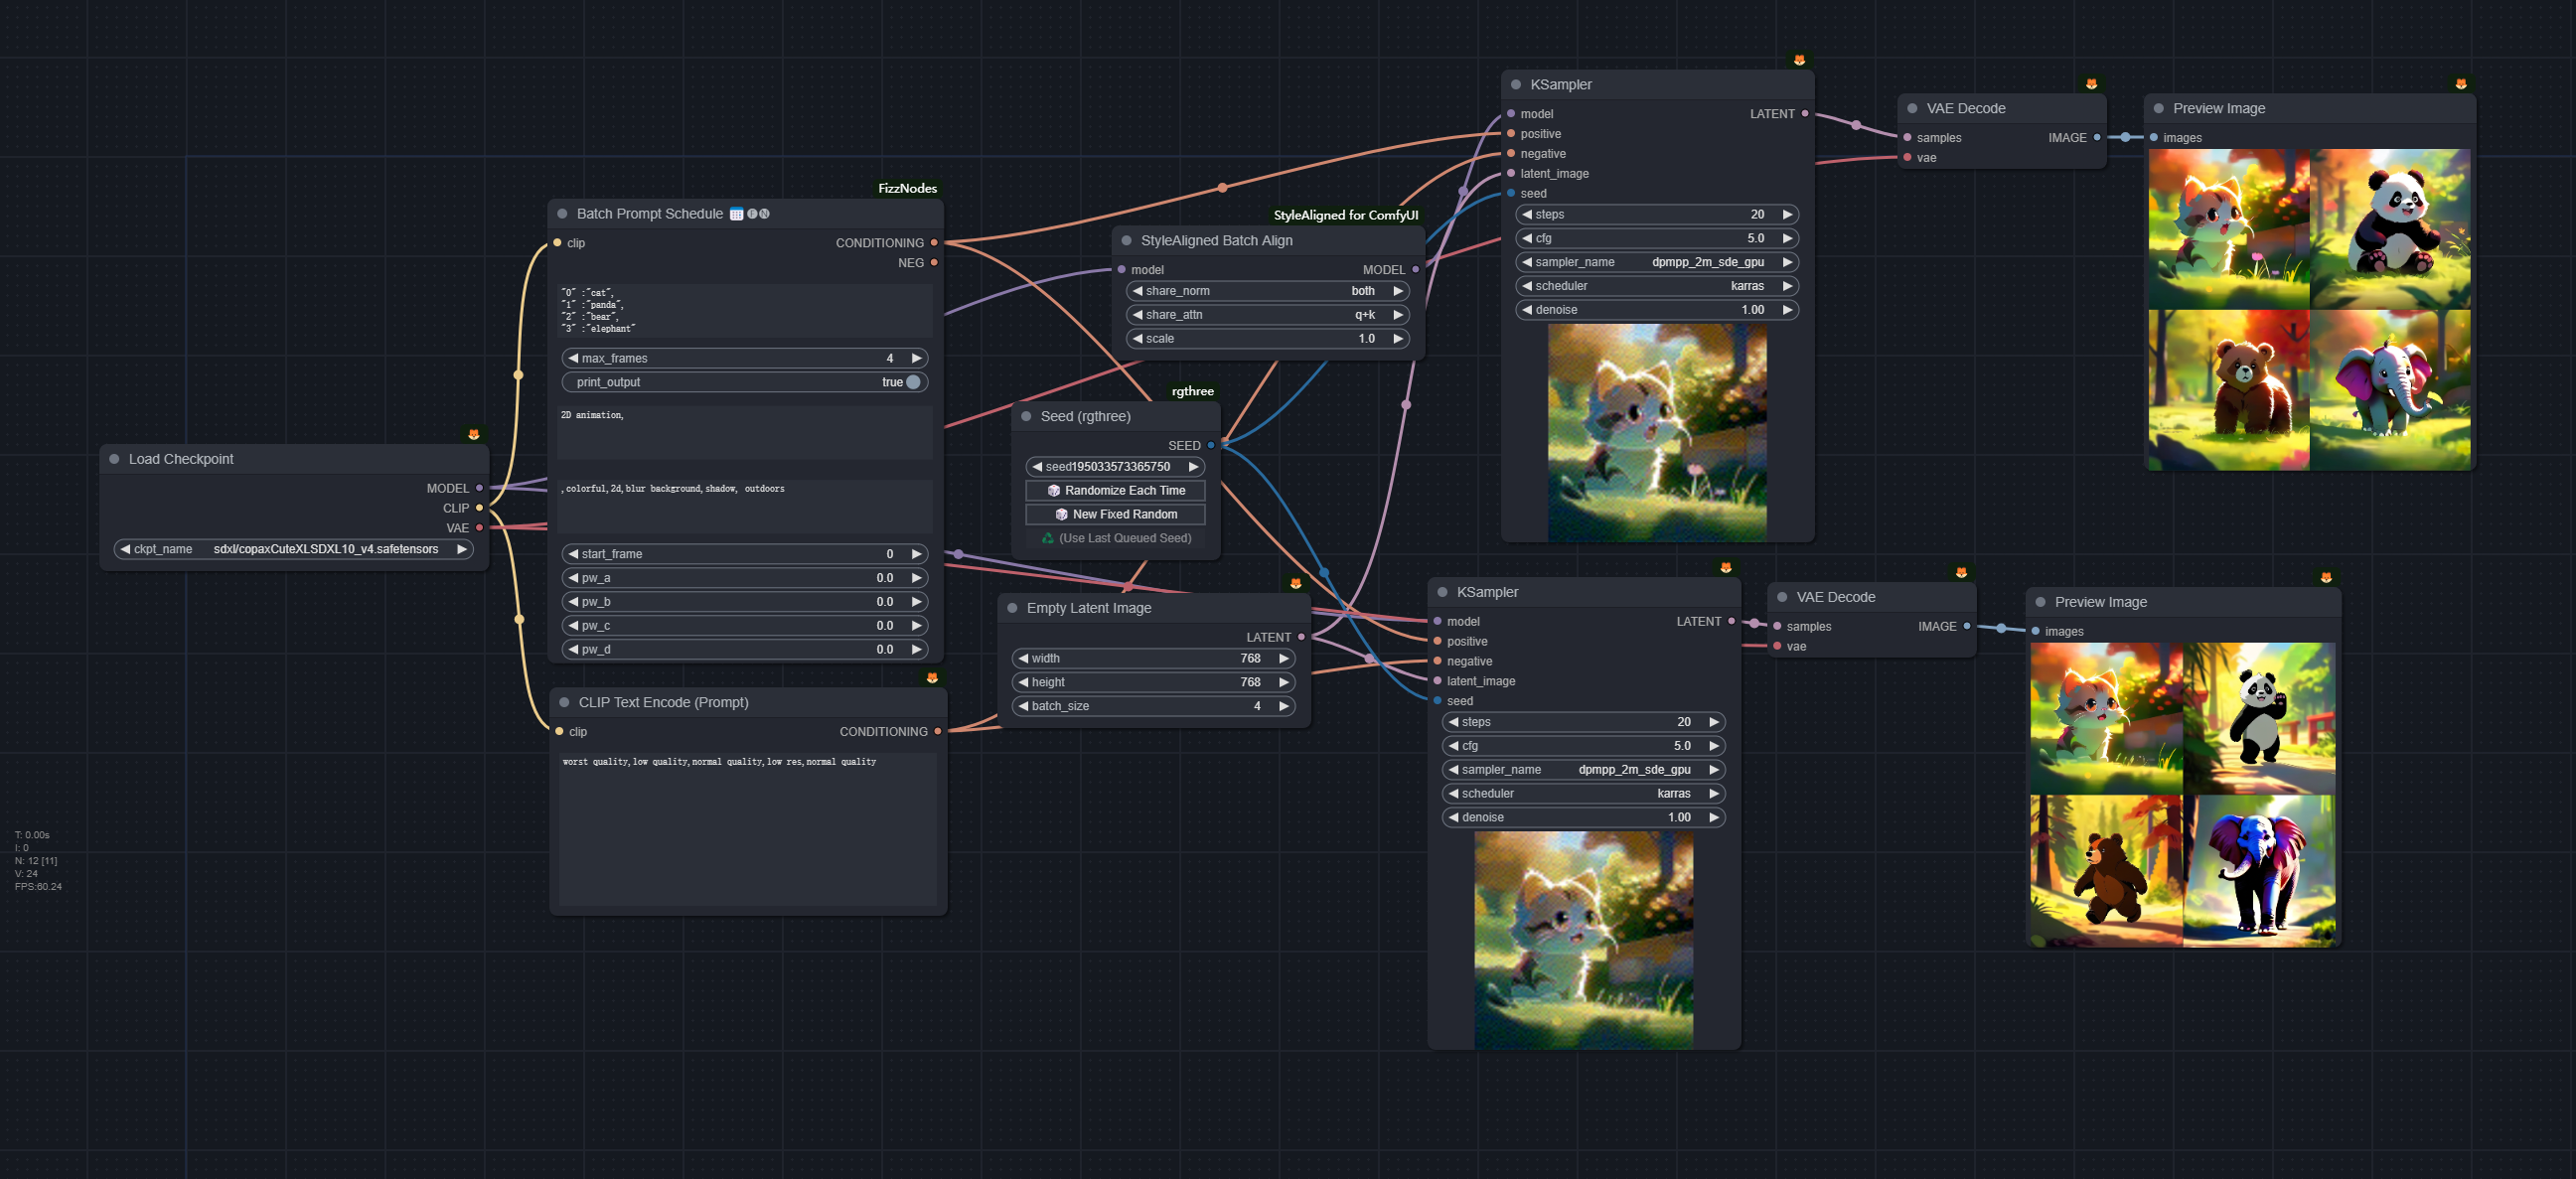 Load Checkpoint
MODEL
CLIP
VAE
ckpt_name sdxl/copaxCuteXLSDXL10_v4.safetensors
FizzNodes
Batch Prompt Schedule 📅🅕🅝
clip CONDITIONING
NEG
"0" :"cat",
"1" :"panda",
"2" :"bear",
"3" :"elephant"
max_frames 4
print_output true
2D animation,
,colorful,2d,blur background,shadow, outdoors
start_frame 0
pw_a 0.0
pw_b 0.0
pw_c 0.0
pw_d 0.0
CLIP Text Encode (Prompt)
clip CONDITIONING
worst quality,low quality,normal quality,low res,normal quality
StyleAligned for ComfyUI
StyleAligned Batch Align
model MODEL
share_norm both
share_attn q+k
scale 1.0
rgthree
Seed (rgthree)
SEED
seed195033573365750
🎲 Randomize Each Time
🎲 New Fixed Random
♻️ (Use Last Queued Seed)
Empty Latent Image
LATENT
width 768
height 768
batch_size 4
KSampler
model LATENT
positive
negative
latent_image
seed
steps 20
cfg 5.0
sampler_name dpmpp_2m_sde_gpu
scheduler karras
denoise 1.00
VAE Decode
samples IMAGE
vae
Preview Image
images
KSampler
model LATENT
positive
negative
latent_image
seed
steps 20
cfg 5.0
sampler_name dpmpp_2m_sde_gpu
scheduler karras
denoise 1.00
VAE Decode
samples IMAGE
vae
Preview Image
images
T: 0.00s
I: 0
N: 12 [11]
V: 24
FPS:60.24